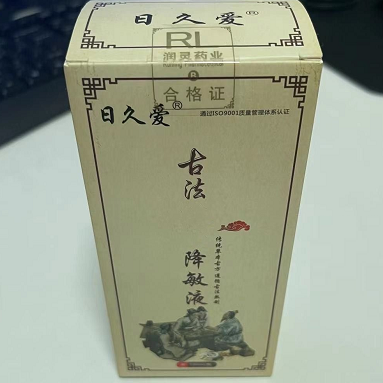 日久爱®
RI
润灵药业
合格证
日久爱®
通过ISO9001质量管理体系认证
古法
降敏液